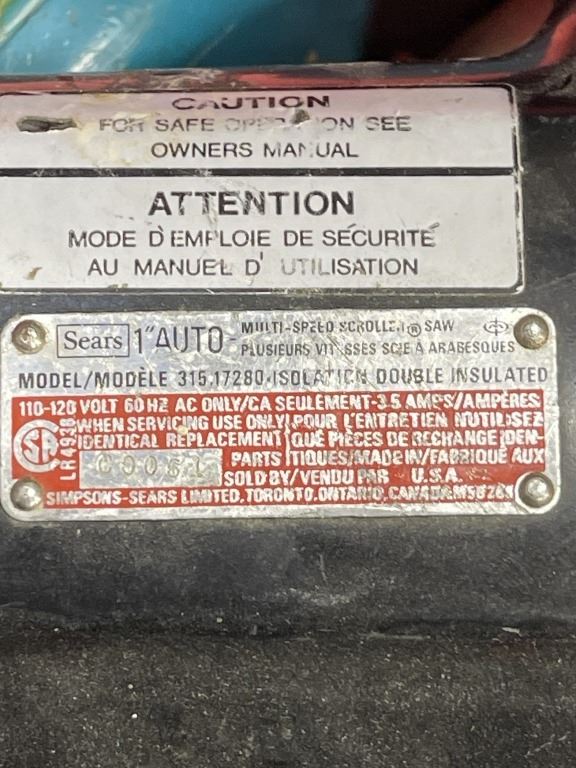 CAUTION
FOR SAFE OPERATION SEE
OWNERS MANUAL
ATTENTION
MODE D'EMPLOIE DE SÉCURITÉ
AU MANUEL D' UTILISATION
Sears 1" AUTO- MULTI-SPEED SCROLLER® SAW
PLUSIEURS VITESSES SCIE A ARABESQUES
MODEL/MODÈLE 315.17280·ISOLATION DOUBLE INSULATED
110-120 VOLT 60 HZ AC ONLY/CA SEULEMENT-3.5 AMPS/AMPÈRES
WHEN SERVICING USE ONLY POUR L'ENTRETIEN N'UTILISEZ
IDENTICAL REPLACEMENT QUE PIÈCES DE RECHANGE IDEN-
PARTS TIQUES/MADE IN/FABRIQUÉ AUX
SOLD BY/VENDU PAR U.S.A.
SIMPSONS-SEARS LIMITED, TORONTO, ONTARIO, CANADA
LR4938